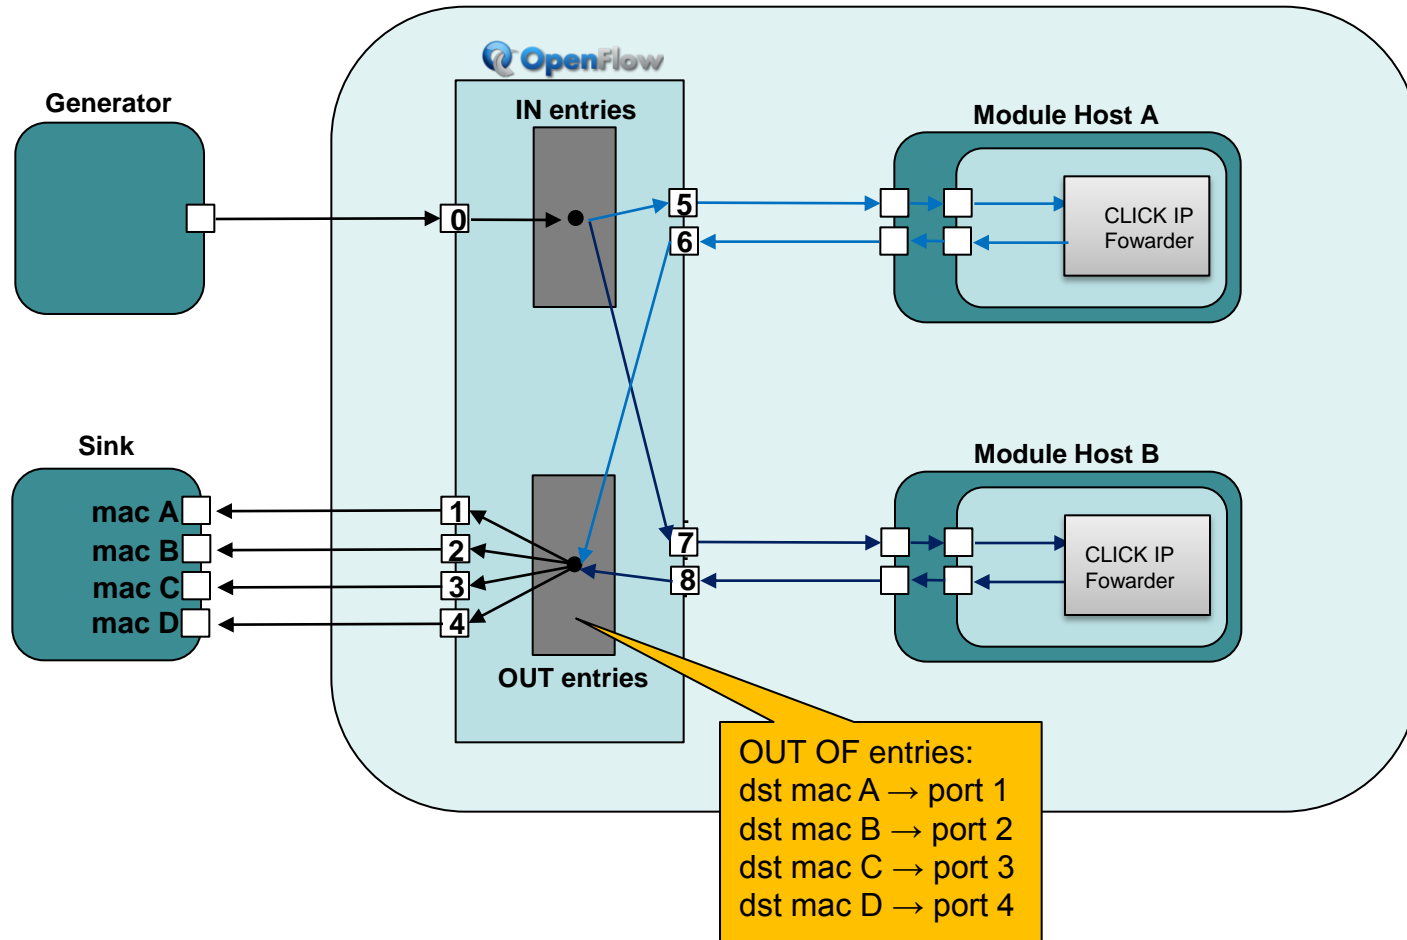 OpenFlow
Generator
IN entries
Module Host A
0
5
6
CLICK IP
Fowarder
Sink
Module Host B
mac A
mac B
mac C
mac D
1
2
3
4
7
8
CLICK IP
Fowarder
OUT entries
OUT OF entries:
dst mac A → port 1
dst mac B → port 2
dst mac C → port 3
dst mac D → port 4